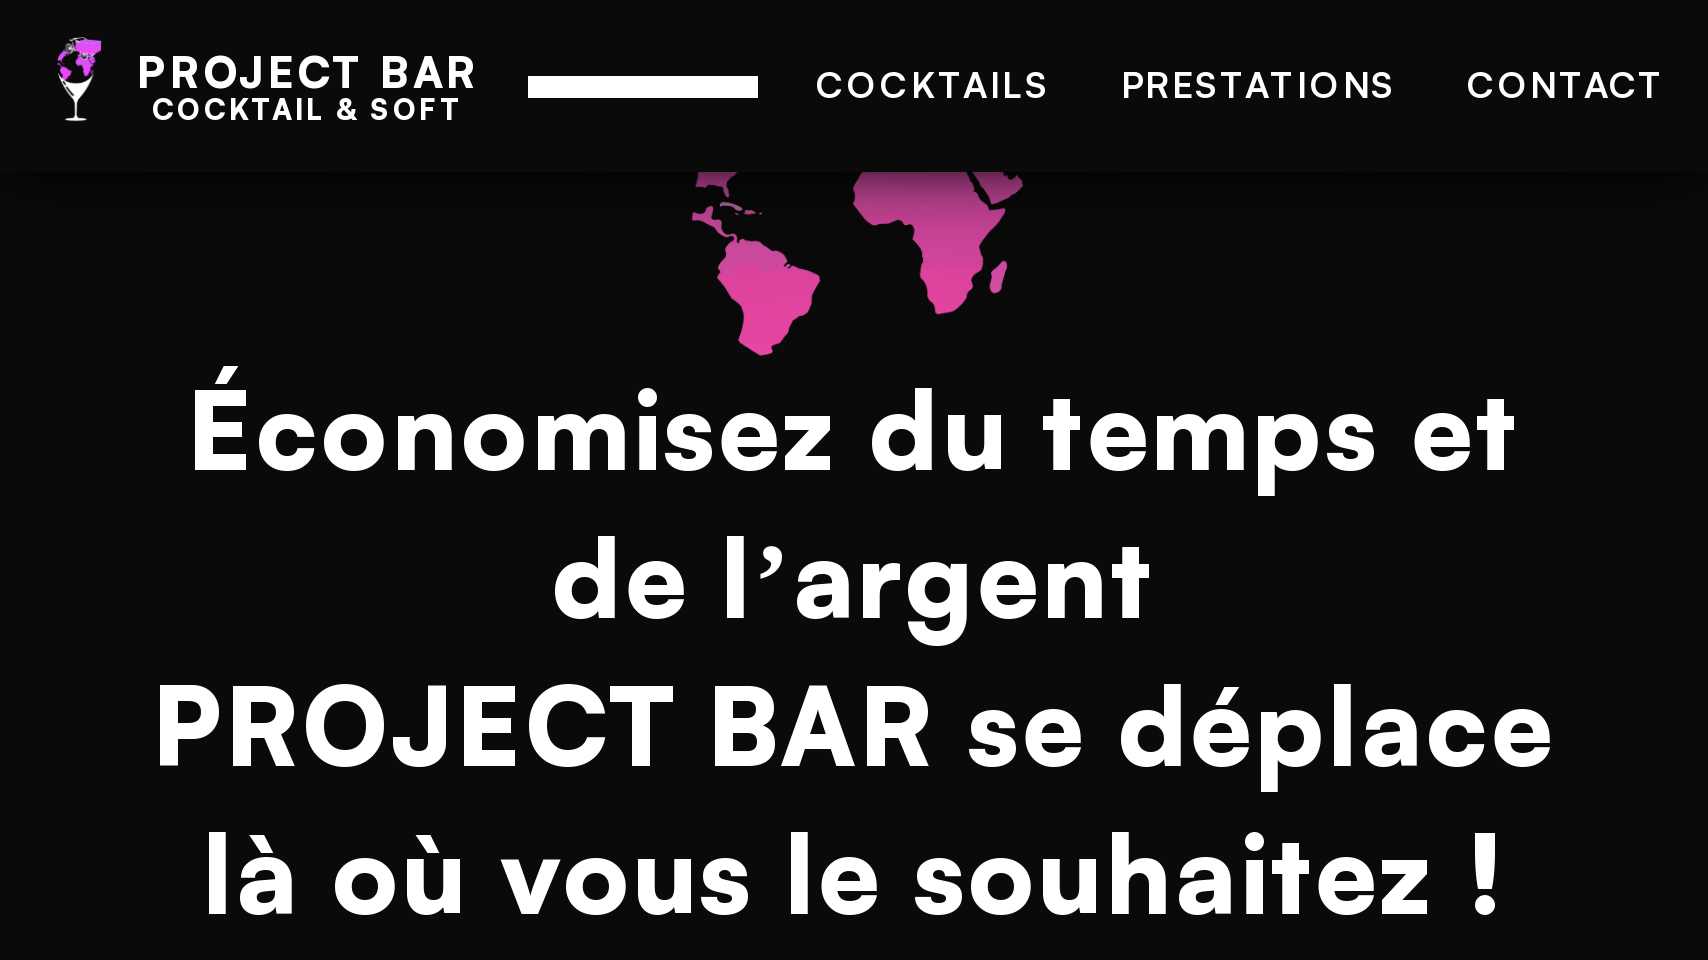 PROJECT BAR
COCKTAIL & SOFT
COCKTAILS
PRESTATIONS
CONTACT
Économisez du temps et
de l’argent
PROJECT BAR se déplace
là où vous le souhaitez !